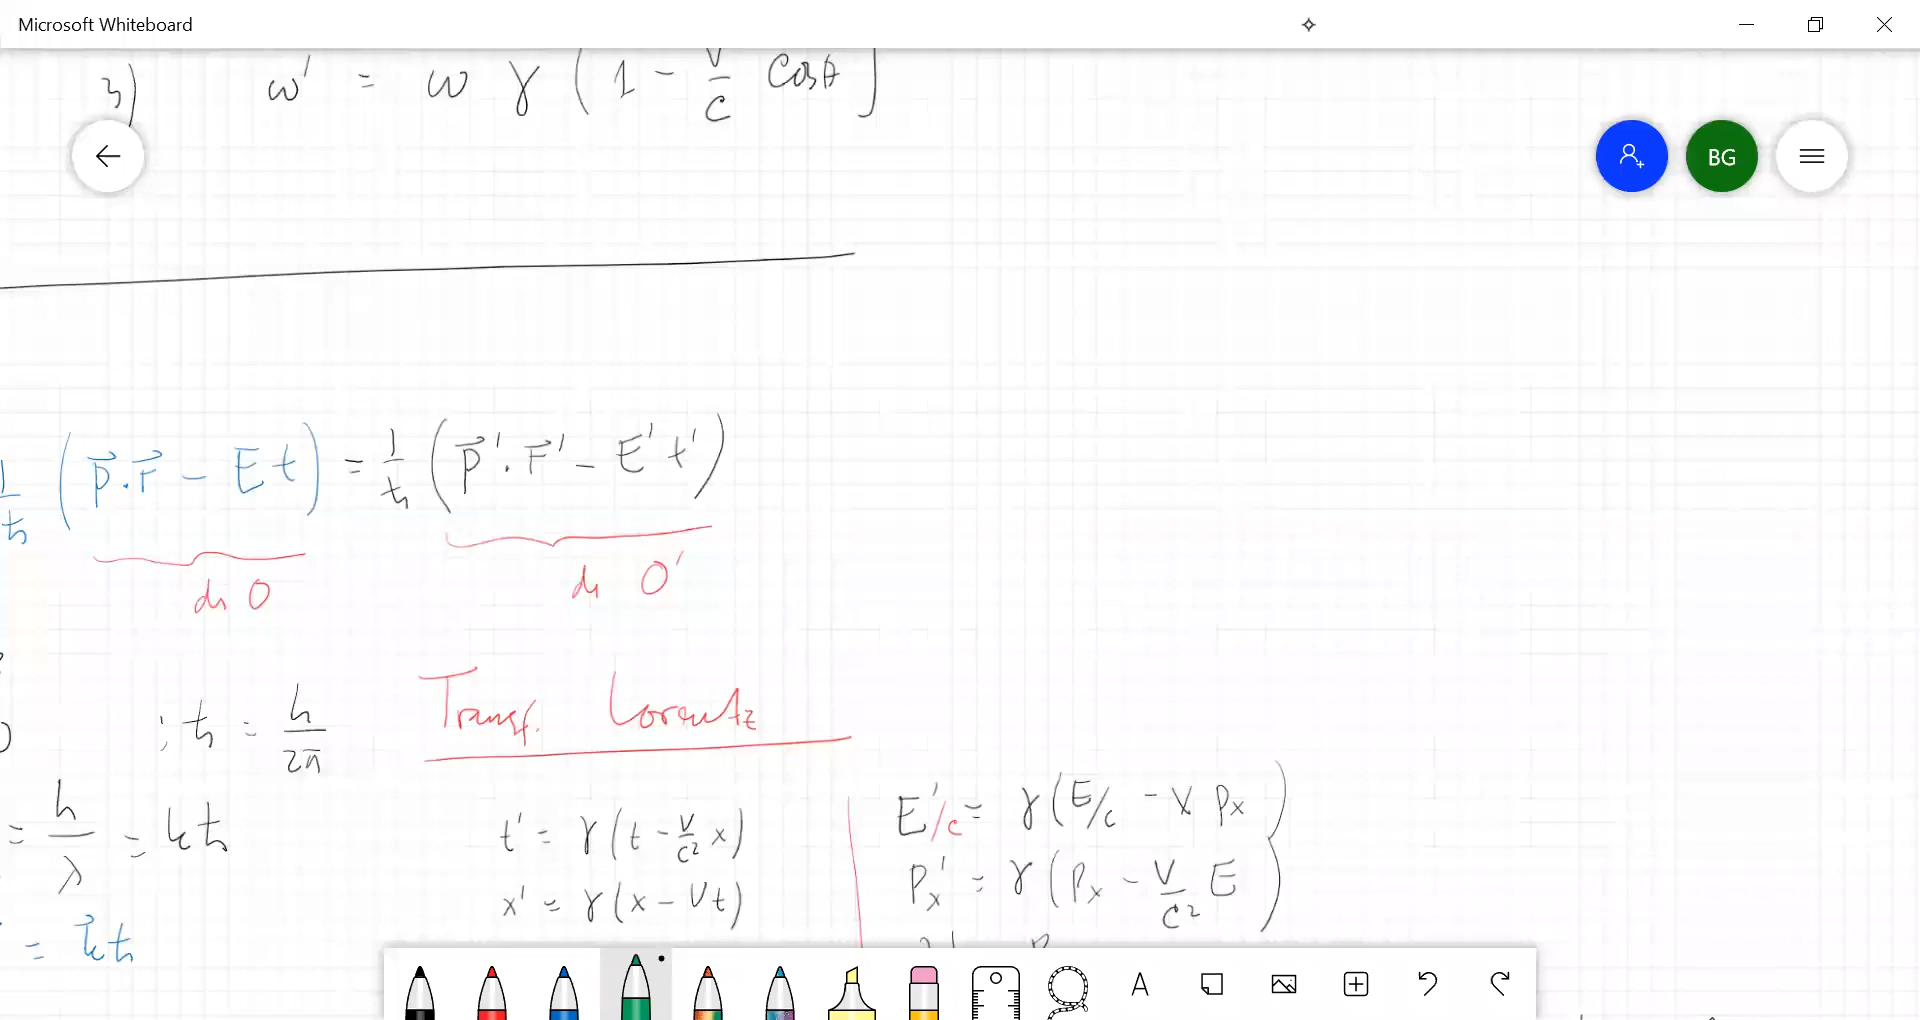 Microsoft Whiteboard
3) ω' = ω γ (1 - V/c cosθ)
BG
1/ħ (p⃗·r⃗ - Et) = 1/ħ (p⃗'·r⃗' - E't')
di O di O'
; ħ = h/2π
Transf. Lorentz
= h/λ = kħ
t' = γ(t - V/c² x)
E'/c = γ(E/c - V Px)
x' = γ(x - Vt)
Px' = γ(Px - V/c² E)
= k⃗ħ
A